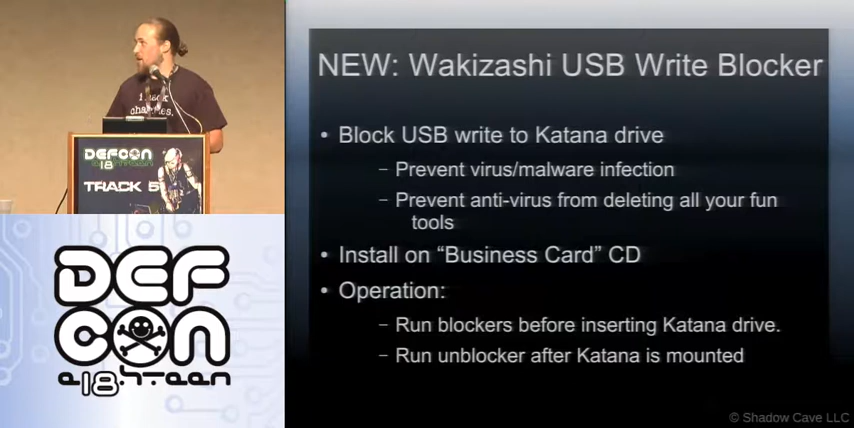 NEW: Wakizashi USB Write Blocker
• Block USB write to Katana drive
– Prevent virus/malware infection
– Prevent anti-virus from deleting all your fun
tools
• Install on “Business Card” CD
• Operation:
– Run blockers before inserting Katana drive.
– Run unblocker after Katana is mounted
© Shadow Cave LLC
DEFCON
18
TRACK 5
DEF
CON